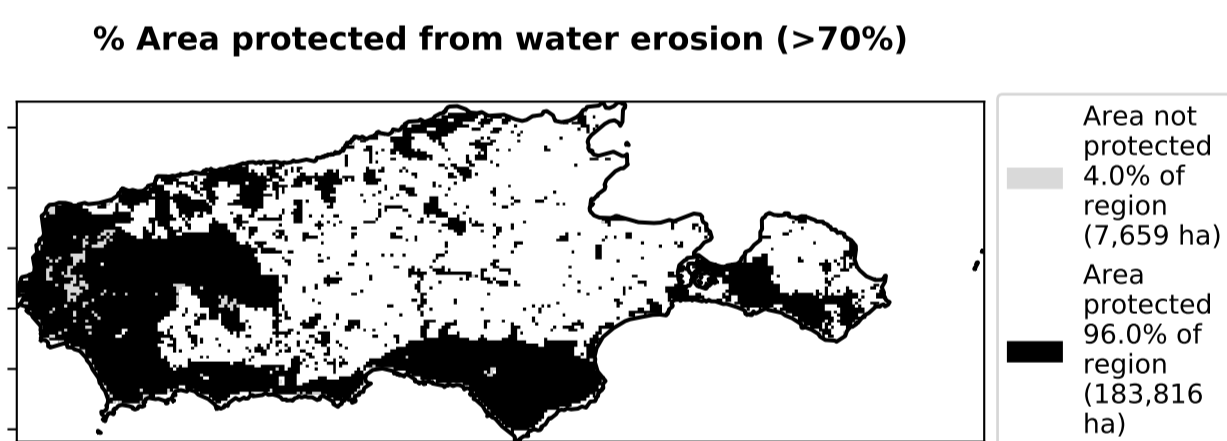 % Area protected from water erosion (>70%)
Area not
protected
4.0% of
region
(7,659 ha)
Area
protected
96.0% of
region
(183,816
ha)